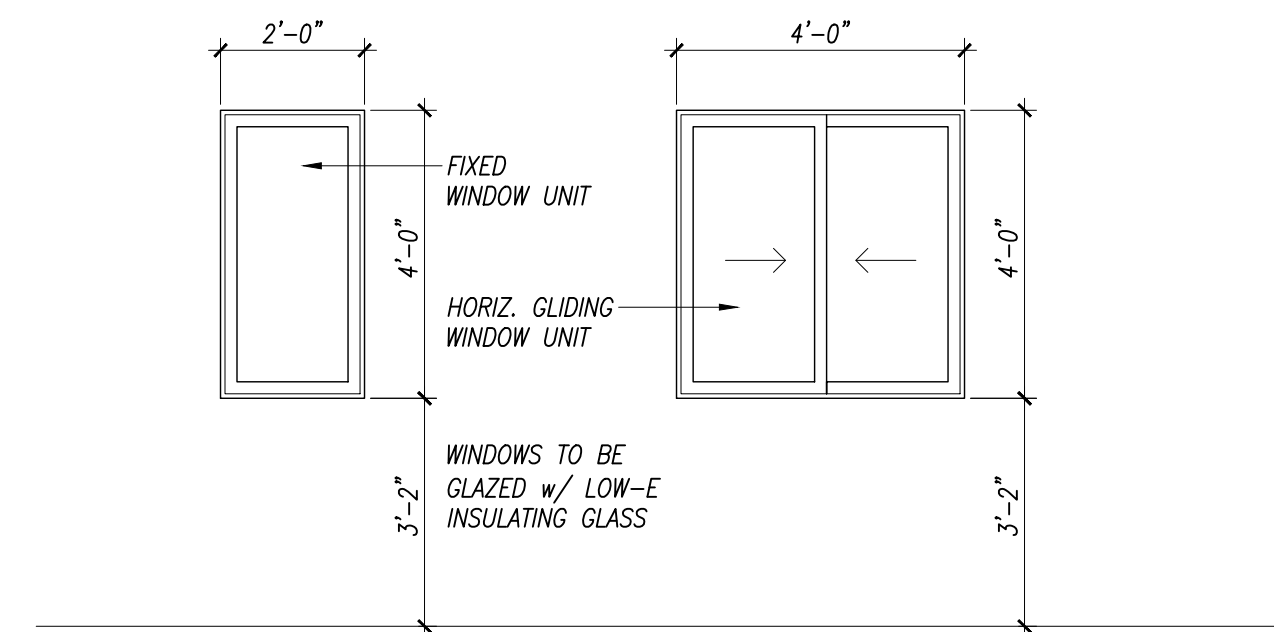 2'-0"
4'-0"
FIXED
WINDOW UNIT
4'-0"
4'-0"
HORIZ. GLIDING
WINDOW UNIT
WINDOWS TO BE
GLAZED w/ LOW-E
INSULATING GLASS
3'-2"
3'-2"